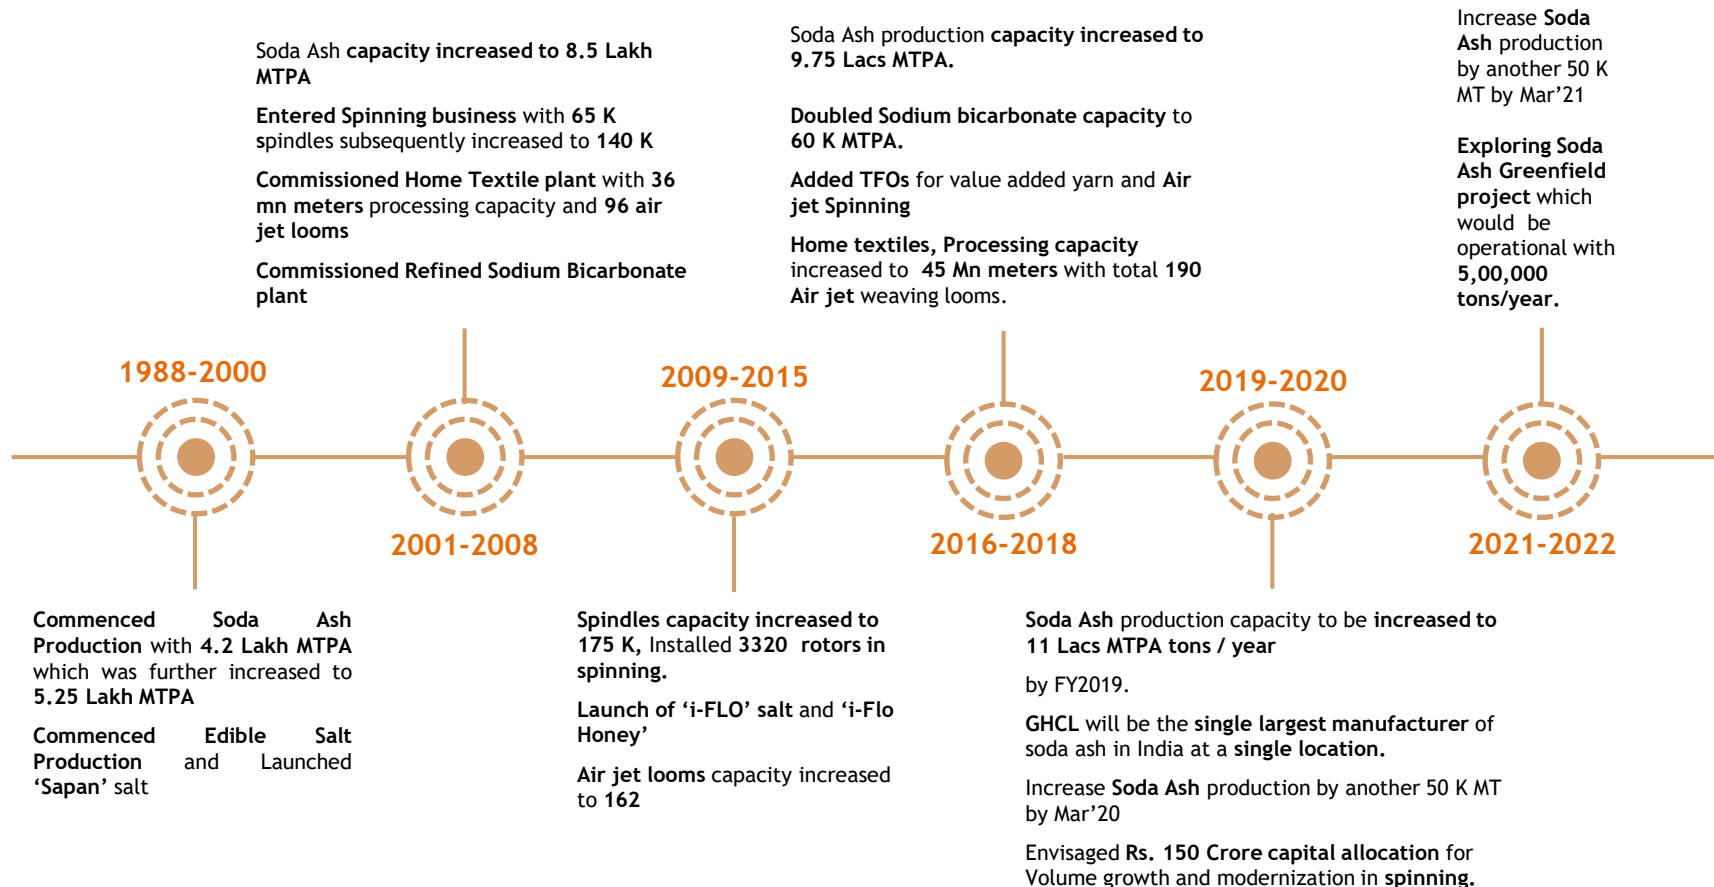 1988-2000
Commenced Soda Ash
Production with 4.2 Lakh MTPA
which was further increased to
5.25 Lakh MTPA
Commenced Edible Salt
Production and Launched
‘Sapan’ salt
Soda Ash capacity increased to 8.5 Lakh
MTPA
Entered Spinning business with 65 K
spindles subsequently increased to 140 K
Commissioned Home Textile plant with 36
mn meters processing capacity and 96 air
jet looms
Commissioned Refined Sodium Bicarbonate
plant
2001-2008
2009-2015
Spindles capacity increased to
175 K, Installed 3320 rotors in
spinning.
Launch of ‘i-FLO’ salt and ‘i-Flo
Honey’
Air jet looms capacity increased
to 162
Soda Ash production capacity increased to
9.75 Lacs MTPA.
Doubled Sodium bicarbonate capacity to
60 K MTPA.
Added TFOs for value added yarn and Air
jet Spinning
Home textiles, Processing capacity
increased to 45 Mn meters with total 190
Air jet weaving looms.
2016-2018
2019-2020
Soda Ash production capacity to be increased to
11 Lacs MTPA tons / year
by FY2019.
GHCL will be the single largest manufacturer of
soda ash in India at a single location.
Increase Soda Ash production by another 50 K MT
by Mar’20
Envisaged Rs. 150 Crore capital allocation for
Volume growth and modernization in spinning.
Increase Soda
Ash production
by another 50 K
MT by Mar’21
Exploring Soda
Ash Greenfield
project which
would be
operational with
5,00,000
tons/year.
2021-2022